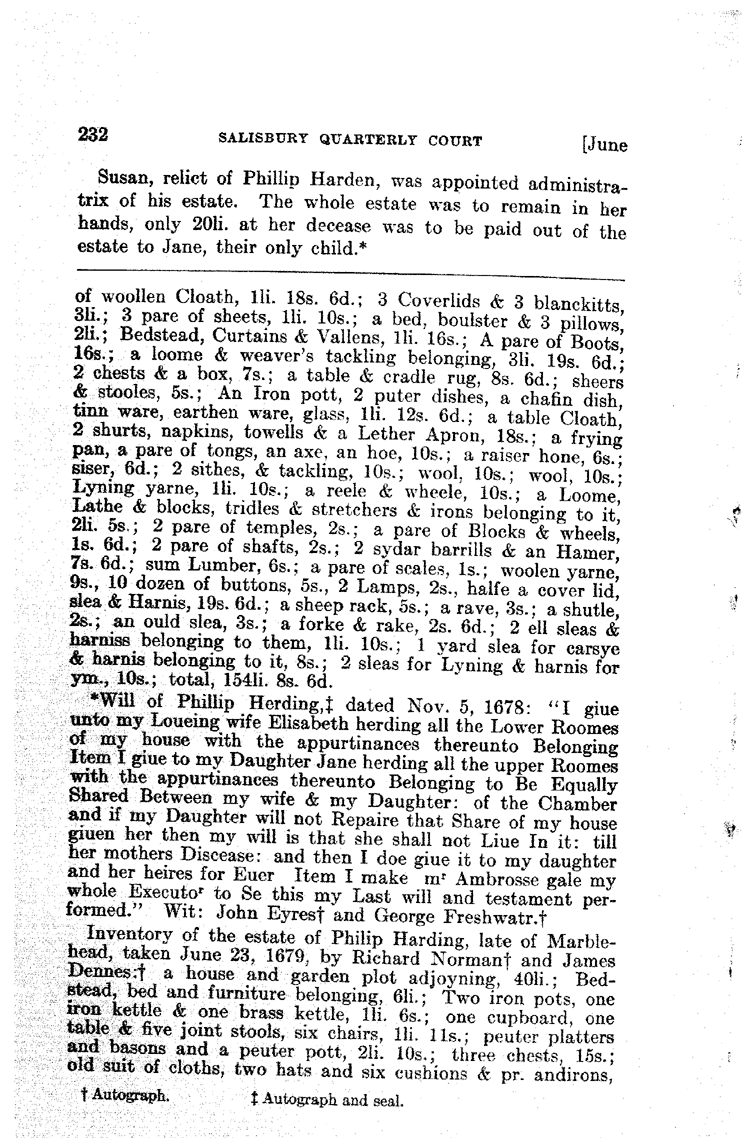 232 SALISBURY QUARTERLY COURT [June
Susan, relict of Phillip Harden, was appointed administra-
trix of his estate. The whole estate was to remain in her
hands, only 20li. at her decease was to be paid out of the
estate to Jane, their only child.*
of woollen Cloath, 1li. 18s. 6d.; 3 Coverlids & 3 blanckitts,
3li.; 3 pare of sheets, 1li. 10s.; a bed, boulster & 3 pillows,
2li.; Bedstead, Curtains & Vallens, 1li. 16s.; A pare of Boots,
16s.; a loome & weaver's tackling belonging, 3li. 19s. 6d.;
2 chests & a box, 7s.; a table & cradle rug, 8s. 6d.; sheers
& stooles, 5s.; An Iron pott, 2 puter dishes, a chafin dish,
tinn ware, earthen ware, glass, 1li. 12s. 6d.; a table Cloath,
2 shurts, napkins, towells & a Lether Apron, 18s.; a frying
pan, a pare of tongs, an axe, an hoe, 10s.; a raiser hone, 6s.;
siser, 6d.; 2 sithes, & tackling, 10s.; wool, 10s.; wool, 10s.;
Lyning yarne, 1li. 10s.; a reele & wheele, 10s.; a Loome,
Lathe & blocks, tridles & stretchers & irons belonging to it,
2li. 5s.; 2 pare of temples, 2s.; a pare of Blocks & wheels,
1s. 6d.; 2 pare of shafts, 2s.; 2 sydar barrills & an Hamer,
7s. 6d.; sum Lumber, 6s.; a pare of scales, 1s.; woolen yarne,
9s., 10 dozen of buttons, 5s., 2 Lamps, 2s., halfe a cover lid,
slea & Harnis, 19s. 6d.; a sheep rack, 5s.; a rave, 3s.; a shutle,
2s.; an ould slea, 3s.; a forke & rake, 2s. 6d.; 2 ell sleas &
harniss belonging to them, 1li. 10s.; 1 yard slea for carsye
& harnis belonging to it, 8s.; 2 sleas for Lyning & harnis for
ym., 10s.; total, 154li. 8s. 6d.
*Will of Phillip Herding,‡ dated Nov. 5, 1678: "I giue
unto my Loueing wife Elisabeth herding all the Lower Roomes
of my house with the appurtinances thereunto Belonging
Item I giue to my Daughter Jane herding all the upper Roomes
with the appurtinances thereunto Belonging to Be Equally
Shared Between my wife & my Daughter: of the Chamber
and if my Daughter will not Repaire that Share of my house
giuen her then my will is that she shall not Liue In it: till
her mothers Discease: and then I doe giue it to my daughter
and her heires for Euer Item I make mʳ Ambrosse gale my
whole Executoʳ to Se this my Last will and testament per-
formed." Wit: John Eyres† and George Freshwatr.†
Inventory of the estate of Philip Harding, late of Marble-
head, taken June 23, 1679, by Richard Norman† and James
Dennes:† a house and garden plot adjoyning, 40li.; Bed-
stead, bed and furniture belonging, 6li.; Two iron pots, one
iron kettle & one brass kettle, 1li. 6s.; one cupboard, one
table & five joint stools, six chairs, 1li. 11s.; peuter platters
and basons and a peuter pott, 2li. 10s.; three chests, 15s.;
old suit of cloths, two hats and six cushions & pr. andirons,
† Autograph. ‡ Autograph and seal.